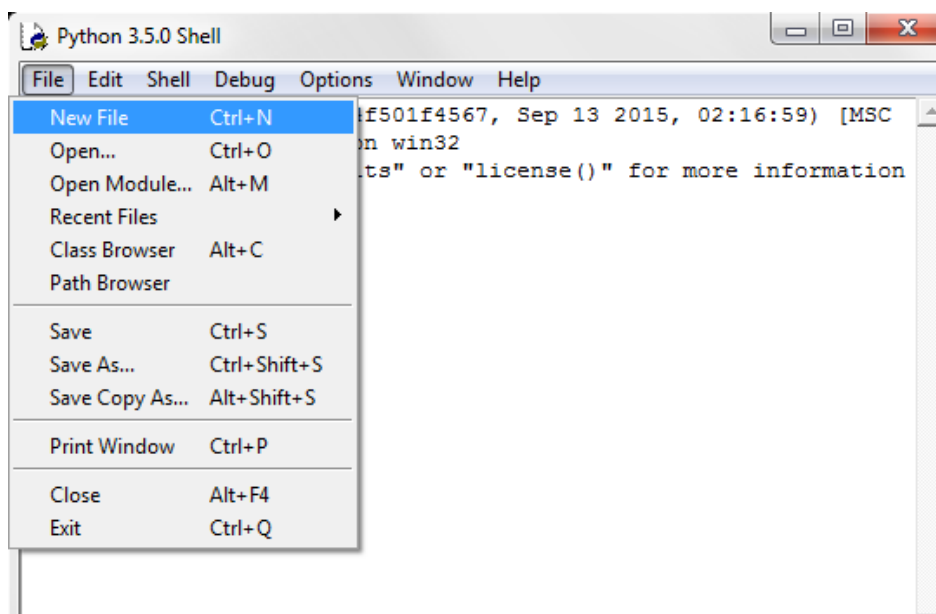 Python 3.5.0 Shell
File Edit Shell Debug Options Window Help
New File Ctrl+N
f501f4567, Sep 13 2015, 02:16:59) [MSC
Open... Ctrl+O
on win32
Open Module... Alt+M
ts" or "license()" for more information
Recent Files
Class Browser Alt+C
Path Browser
Save Ctrl+S
Save As... Ctrl+Shift+S
Save Copy As... Alt+Shift+S
Print Window Ctrl+P
Close Alt+F4
Exit Ctrl+Q